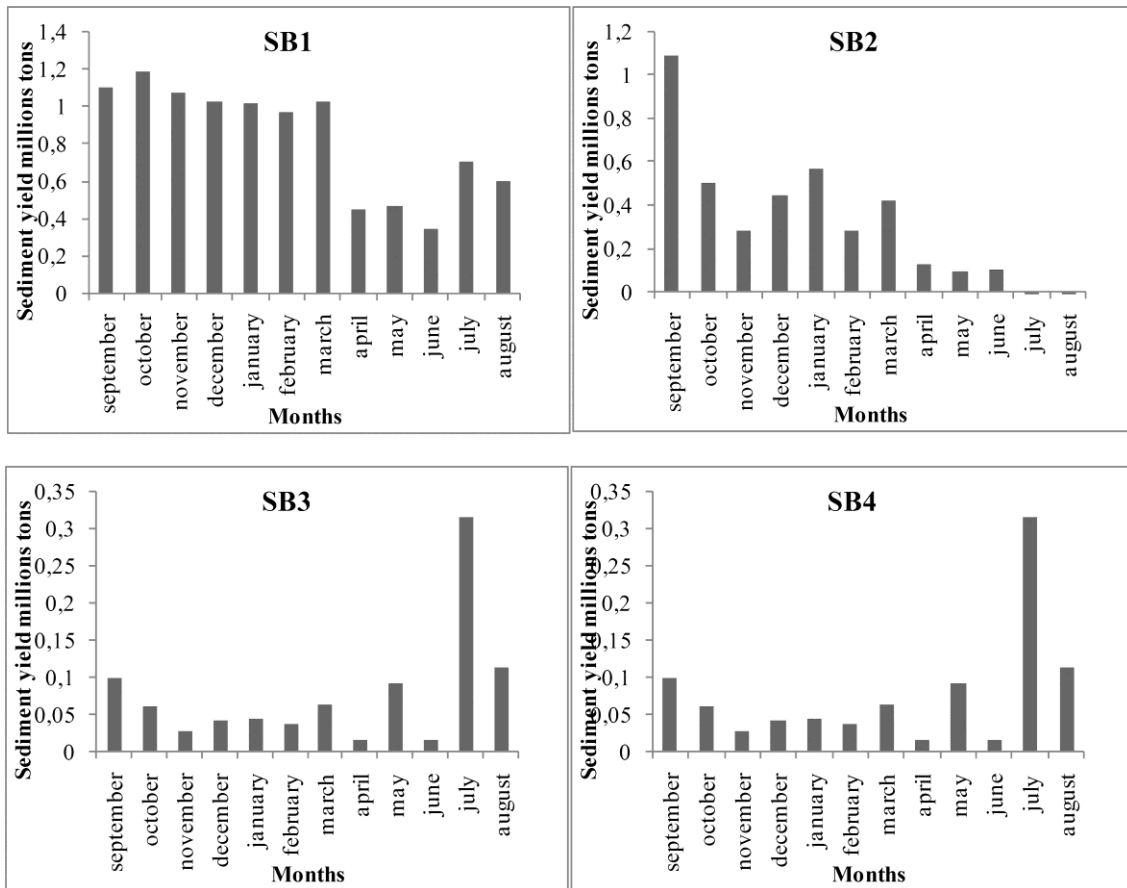 SB1
Sediment yield millions tons
1,4
1,2
1
0,8
0,6
0,4
0,2
0
september
october
november
december
january
february
march
april
may
june
july
august
Months
SB2
Sediment yield millions tons
1,2
1
0,8
0,6
0,4
0,2
0
september
october
november
december
january
february
march
april
may
june
july
august
Months
SB3
Sediment yield millions tons
0,35
0,3
0,25
0,2
0,15
0,1
0,05
0
september
october
november
december
january
february
march
april
may
june
july
august
Months
SB4
Sediment yield millions tons
0,35
0,3
0,25
0,2
0,15
0,1
0,05
0
september
october
november
december
january
february
march
april
may
june
july
august
Months